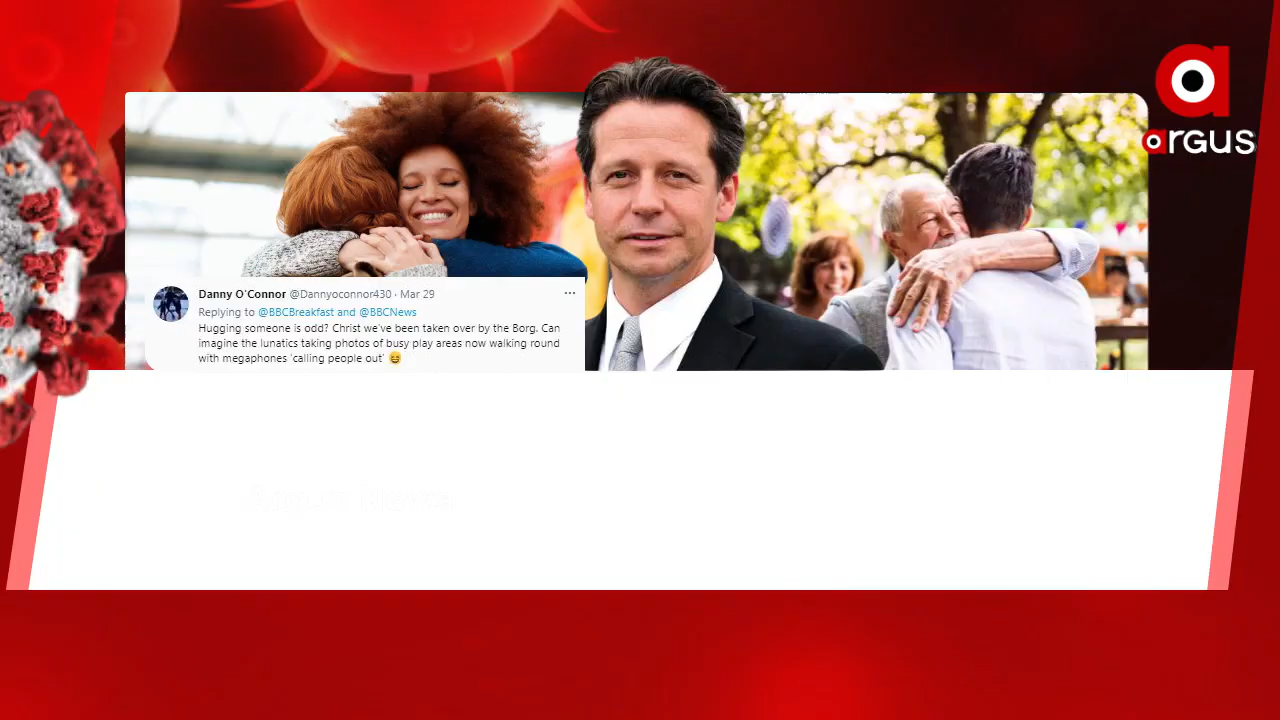 argus
Danny O'Connor @Dannyoconnor430 · Mar 29
Replying to @BBCBreakfast and @BBCNews
Hugging someone is odd? Christ we've been taken over by the Borg. Can
imagine the lunatics taking photos of busy play areas now walking round
with megaphones 'calling people out' 😆